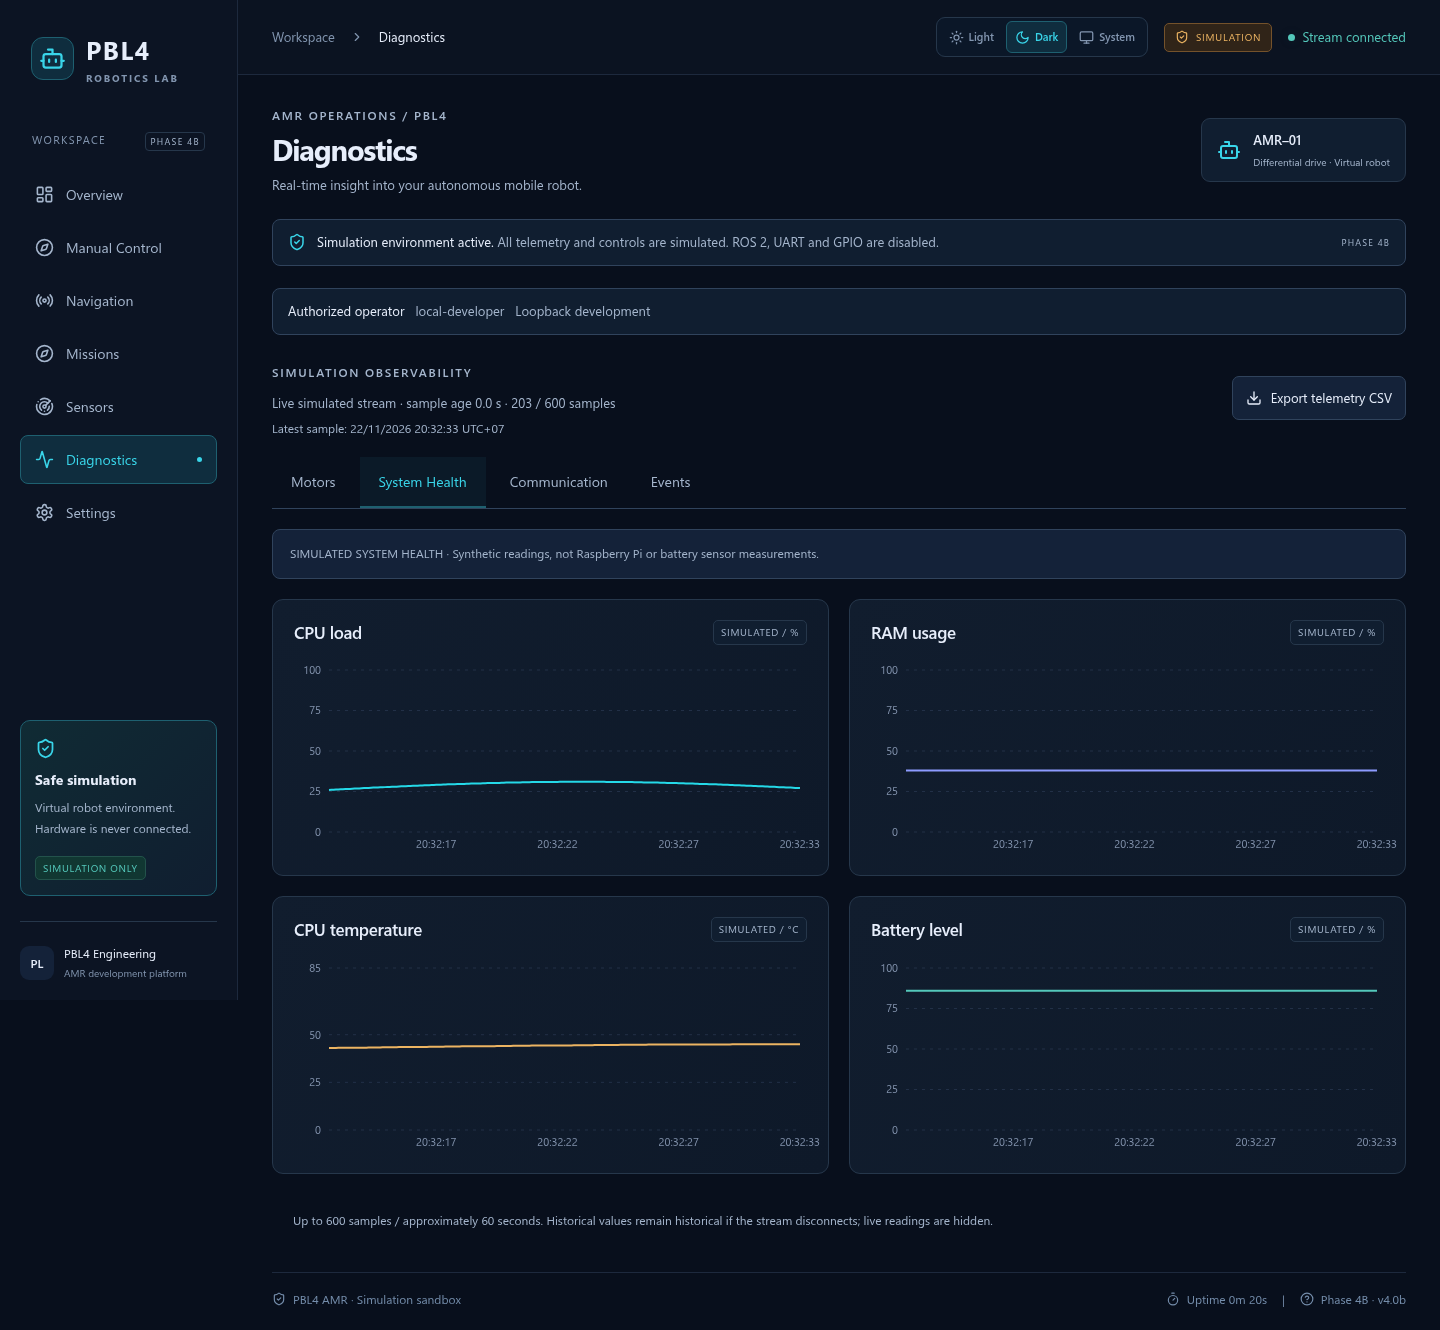 PBL4
ROBOTICS LAB
WORKSPACE
PHASE 4B
Overview
Manual Control
Navigation
Missions
Sensors
Diagnostics
Settings
Safe simulation
Virtual robot environment.
Hardware is never connected.
SIMULATION ONLY
PL
PBL4 Engineering
AMR development platform
Workspace
Diagnostics
Light
Dark
System
SIMULATION
Stream connected
AMR OPERATIONS / PBL4
Diagnostics
Real-time insight into your autonomous mobile robot.
AMR–01
Differential drive · Virtual robot
Simulation environment active. All telemetry and controls are simulated. ROS 2, UART and GPIO are disabled.
PHASE 4B
Authorized operator local-developer Loopback development
SIMULATION OBSERVABILITY
Live simulated stream · sample age 0.0 s · 203 / 600 samples
Latest sample: 22/11/2026 20:32:33 UTC+07
Export telemetry CSV
Motors
System Health
Communication
Events
SIMULATED SYSTEM HEALTH · Synthetic readings, not Raspberry Pi or battery sensor measurements.
CPU load
SIMULATED / %
100
75
50
25
0
20:32:17
20:32:22
20:32:27
20:32:33
RAM usage
SIMULATED / %
100
75
50
25
0
20:32:17
20:32:22
20:32:27
20:32:33
CPU temperature
SIMULATED / °C
85
50
25
0
20:32:17
20:32:22
20:32:27
20:32:33
Battery level
SIMULATED / %
100
75
50
25
0
20:32:17
20:32:22
20:32:27
20:32:33
Up to 600 samples / approximately 60 seconds. Historical values remain historical if the stream disconnects; live readings are hidden.
PBL4 AMR · Simulation sandbox
Uptime 0m 20s | Phase 4B · v4.0b